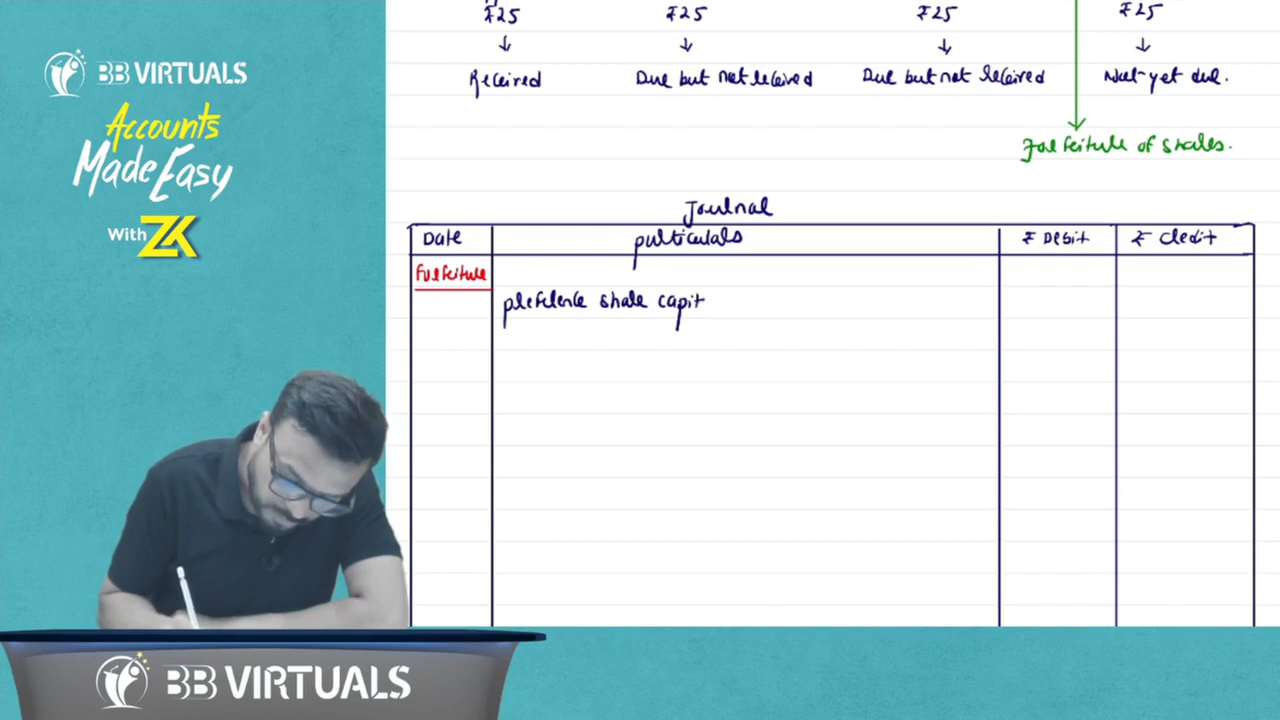 BB VIRTUALS
Accounts
Made Easy
With ZK
₹25 ₹25 ₹25 ₹25
Received Due but not received Due but not received Not yet due.
Forfeiture of shares.
Journal
Date particulars ₹ Debit ₹ Credit
Forfeiture
preference share capit
BB VIRTUALS